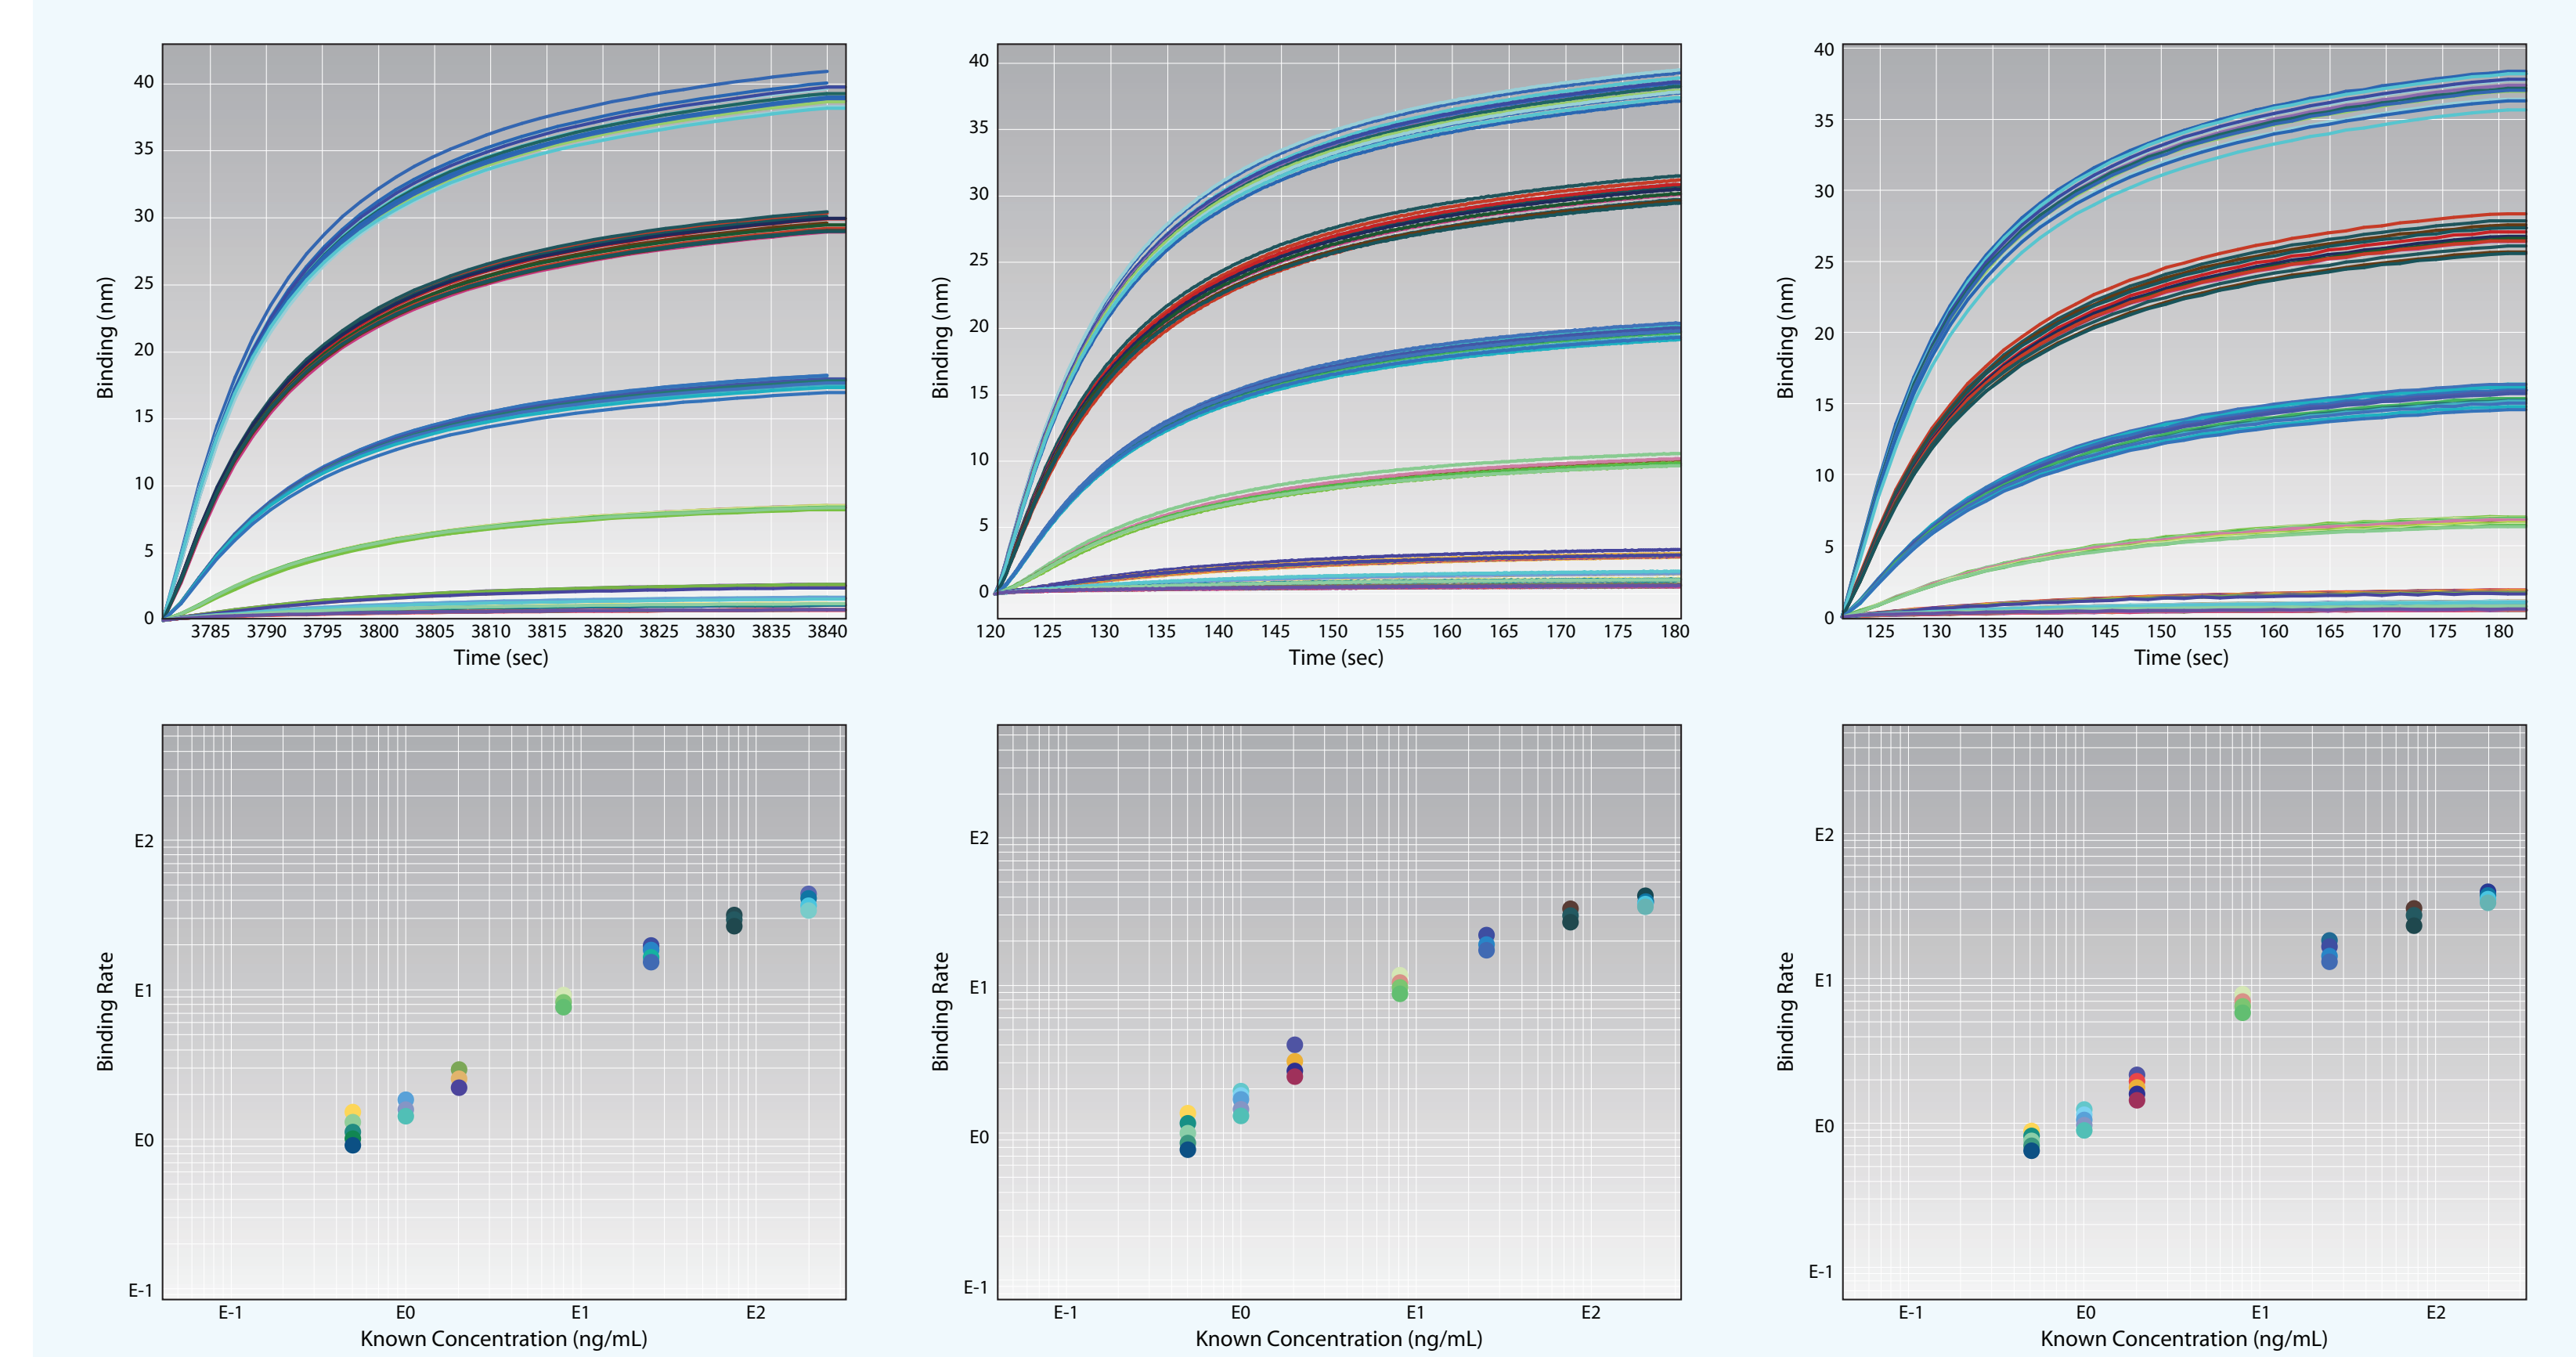 40
35
30
25
20
15
10
5
0
Binding (nm)
3785 3790 3795 3800 3805 3810 3815 3820 3825 3830 3835 3840
Time (sec)
40
35
30
25
20
15
10
5
0
Binding (nm)
120 125 130 135 140 145 150 155 160 165 170 175 180
Time (sec)
40
35
30
25
20
15
10
5
0
Binding (nm)
125 130 135 140 145 150 155 160 165 170 175 180
Time (sec)
E2
E1
E0
E-1
Binding Rate
E-1 E0 E1 E2
Known Concentration (ng/mL)
E2
E1
E0
E-1
Binding Rate
E-1 E0 E1 E2
Known Concentration (ng/mL)
E2
E1
E0
E-1
Binding Rate
E-1 E0 E1 E2
Known Concentration (ng/mL)